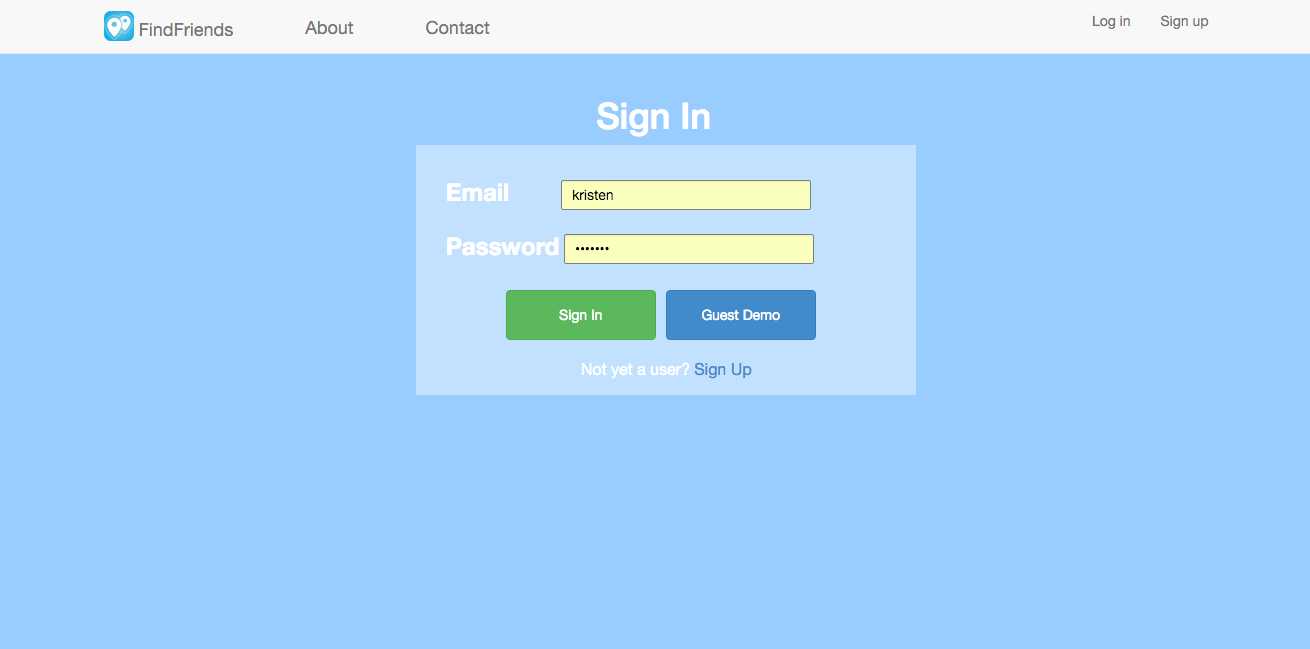 FindFriends About Contact Log in Sign up
Sign In
Email kristen
Password •••••••
Sign In Guest Demo
Not yet a user? Sign Up